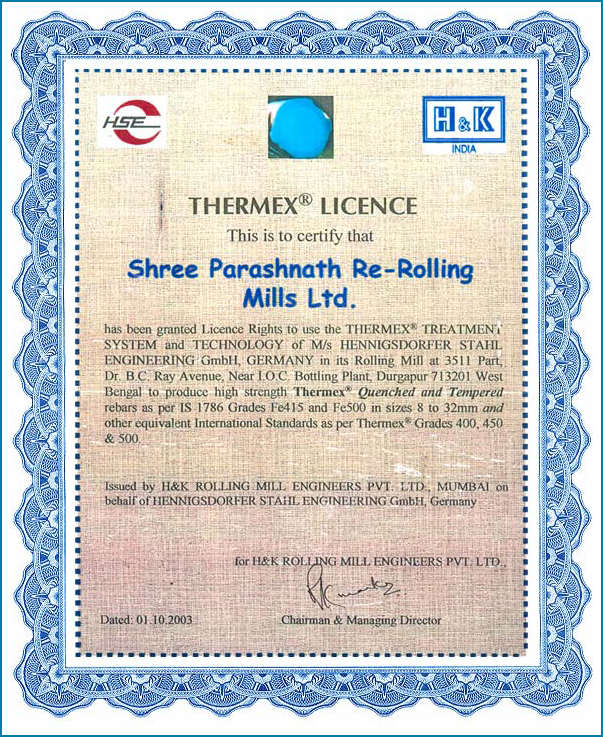 HSE
H&K
INDIA
THERMEX® LICENCE
This is to certify that
Shree Parashnath Re-Rolling
Mills Ltd.
has been granted Licence Rights to use the THERMEX® TREATMENT
SYSTEM and TECHNOLOGY of M/s HENNIGSDORFER STAHL
ENGINEERING GmbH, GERMANY in its Rolling Mill at 3511 Part,
Dr. B.C. Ray Avenue, Near I.O.C. Bottling Plant, Durgapur 713201 West
Bengal to produce high strength Thermex® Quenched and Tempered
rebars as per IS 1786 Grades Fe415 and Fe500 in sizes 8 to 32mm and
other equivalent International Standards as per Thermex® Grades 400, 450
& 500.
Issued by H&K ROLLING MILL ENGINEERS PVT. LTD., MUMBAI on
behalf of HENNIGSDORFER STAHL ENGINEERING GmbH, Germany
for H&K ROLLING MILL ENGINEERS PVT. LTD.,
Dated: 01.10.2003
Chairman & Managing Director